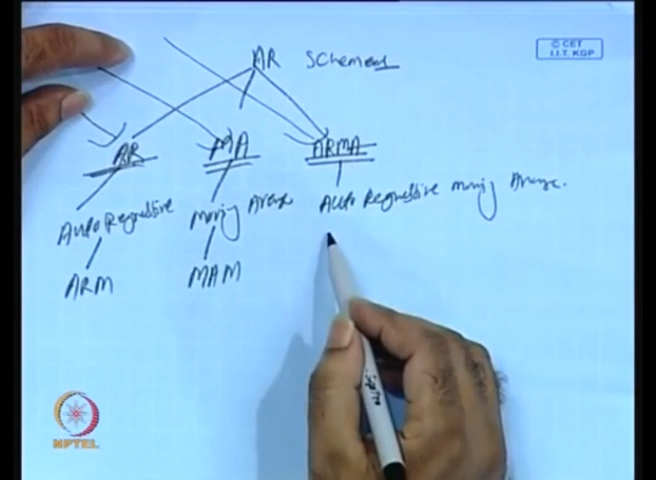 AR Schemes
© CET
I.I.T. KGP
AR MA ARMA
Auto Regressive Moving Average Auto Regressive Moving Average.
ARM MAM
NPTEL